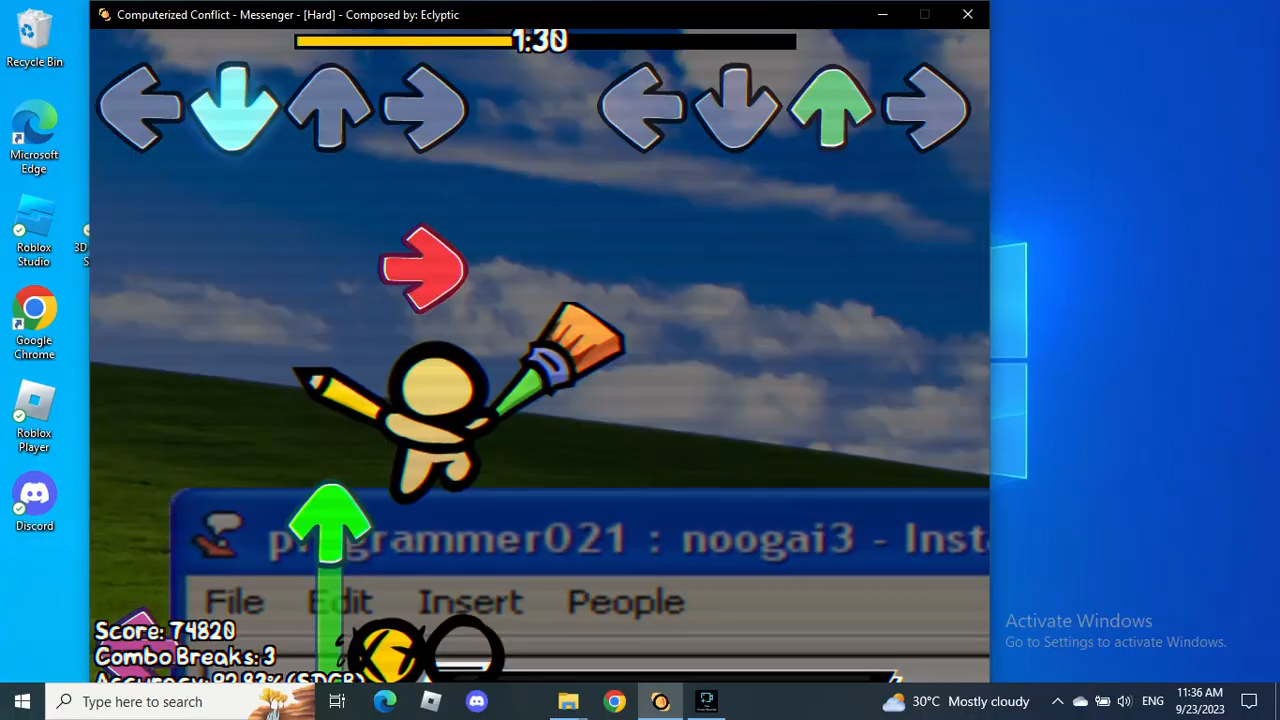 Computerized Conflict - Messenger - [Hard] - Composed by: Eclyptic
1:30
Recycle Bin
Microsoft
Edge
Roblox
Studio
3D
S
Google
Chrome
Roblox
Player
Discord
programmer021 : noogai3 - Inst
File Edit Insert People
Score: 74820
Combo Breaks: 3
Activate Windows
Go to Settings to activate Windows.
Type here to search
30°C Mostly cloudy
ENG
11:36 AM
9/23/2023